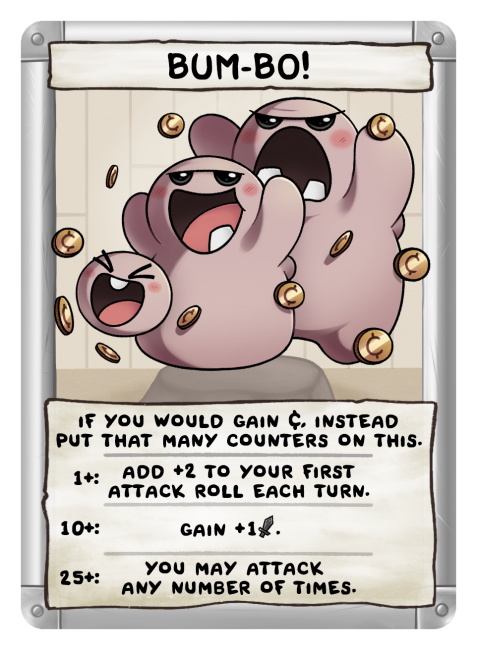 BUM-BO!
IF YOU WOULD GAIN ₵, INSTEAD
PUT THAT MANY COUNTERS ON THIS.
1+: ADD +2 TO YOUR FIRST
ATTACK ROLL EACH TURN.
10+: GAIN +1.
25+: YOU MAY ATTACK
ANY NUMBER OF TIMES.